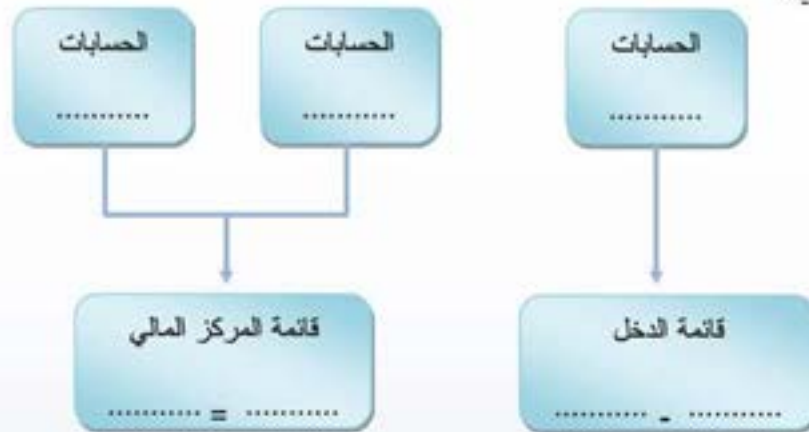 الحسابات
...........
الحسابات
...........
الحسابات
...........
قائمة الدخل
........... - ...........
قائمة المركز المالي
........... = ...........